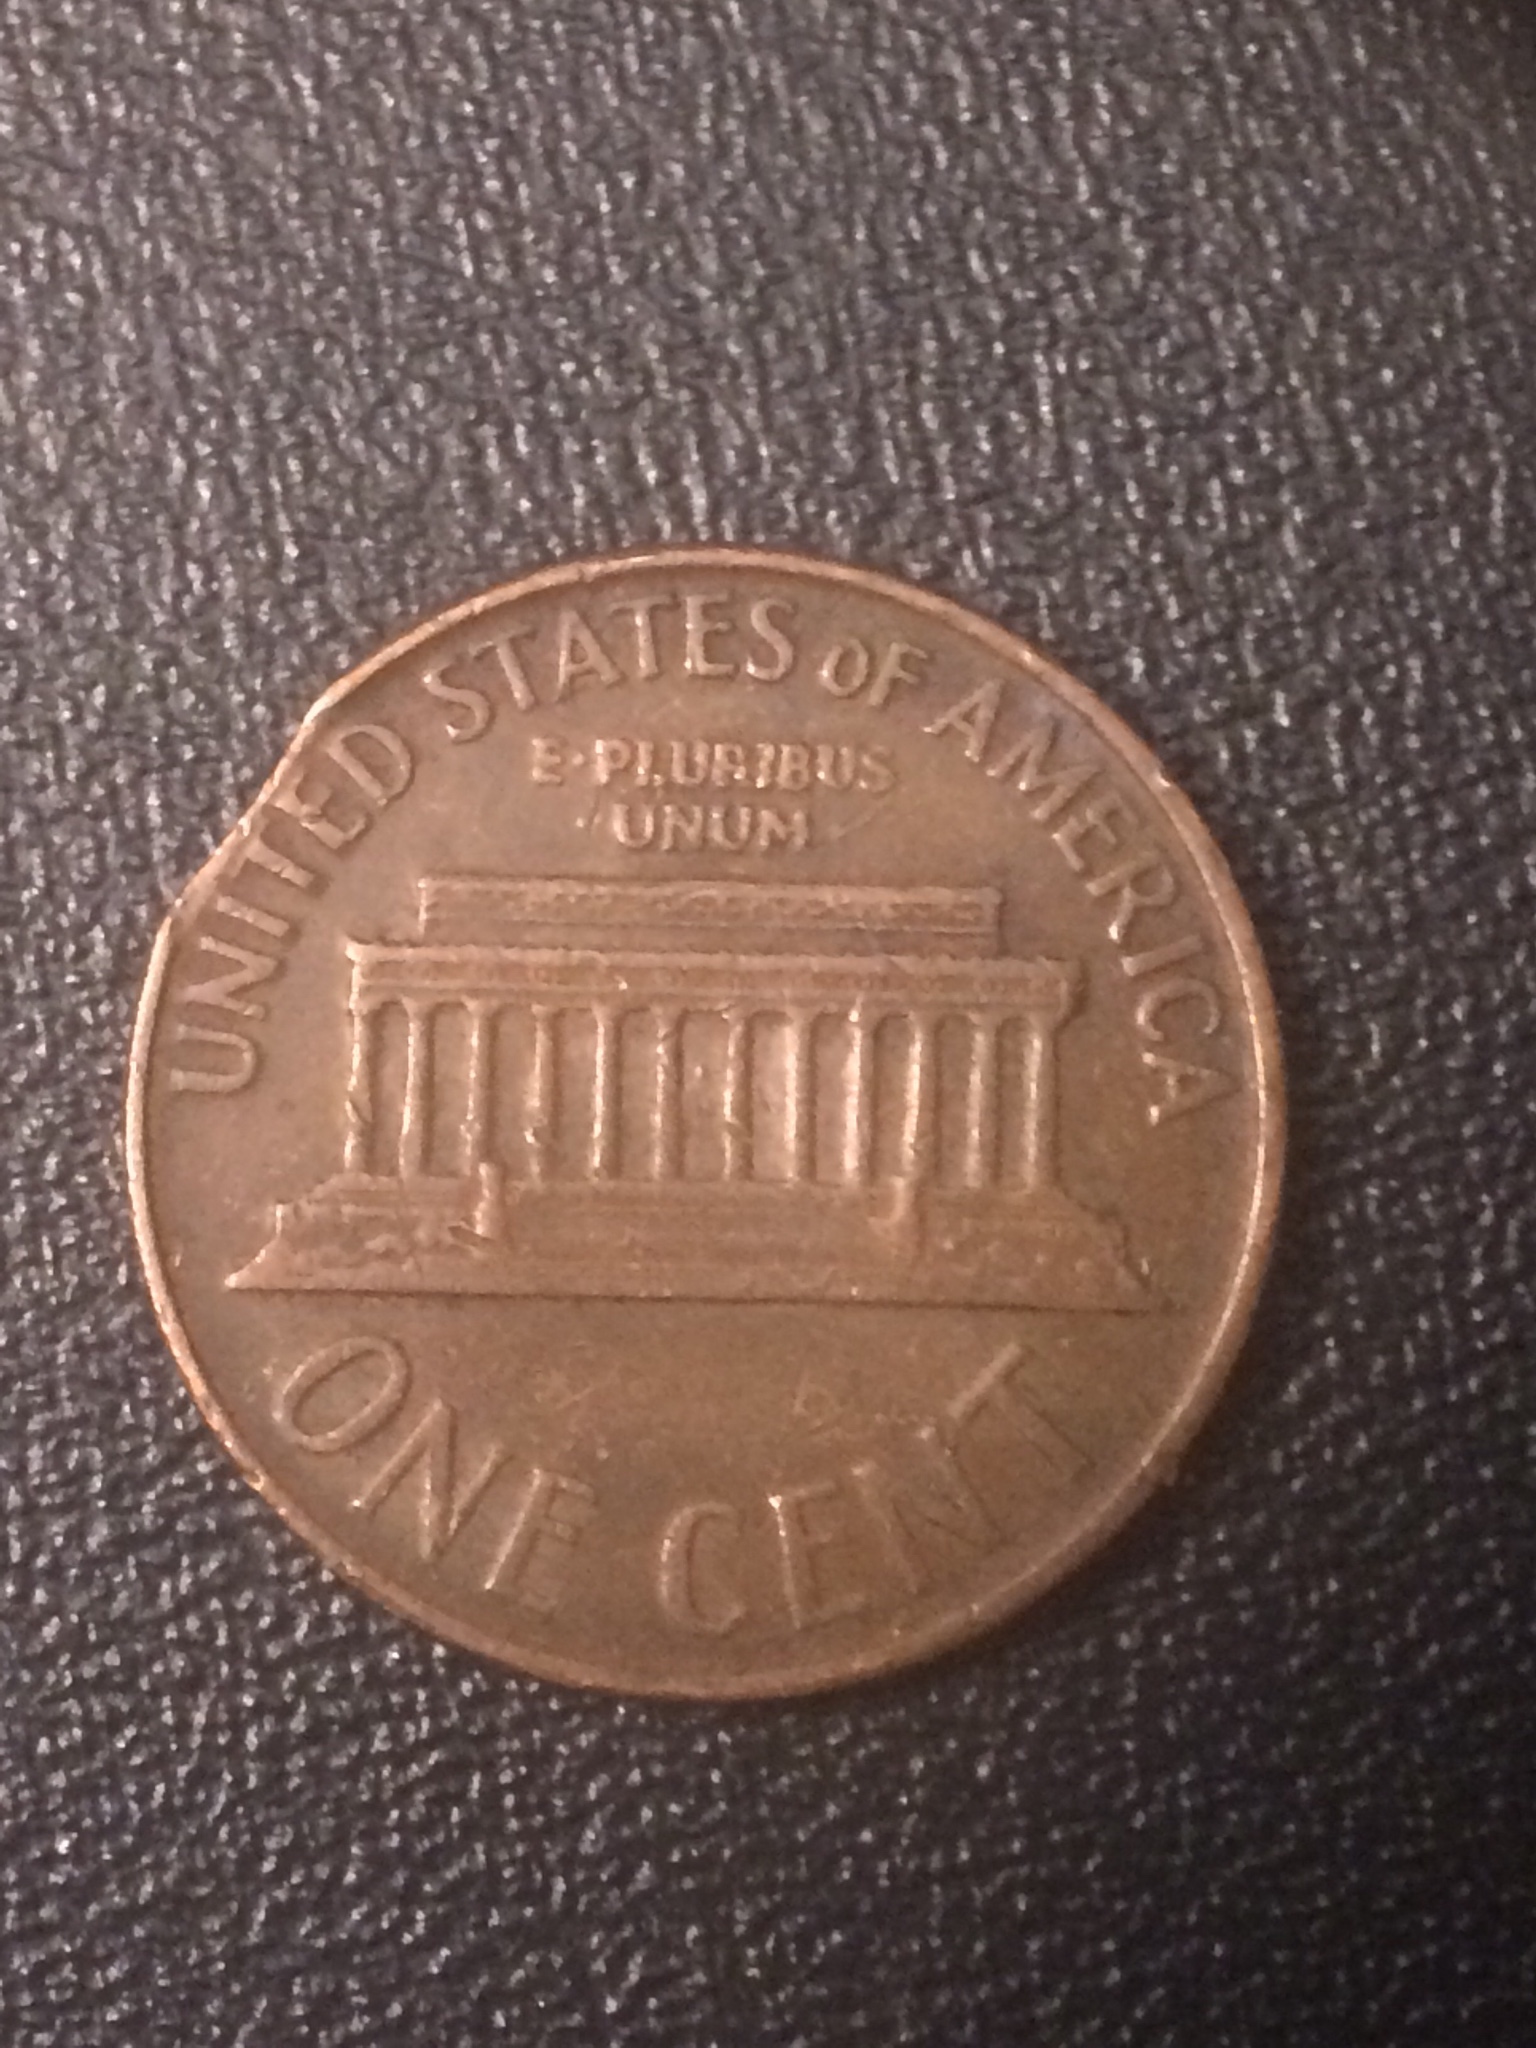 UNITED STATES OF AMERICA
E·PLURIBUS
UNUM
ONE CENT